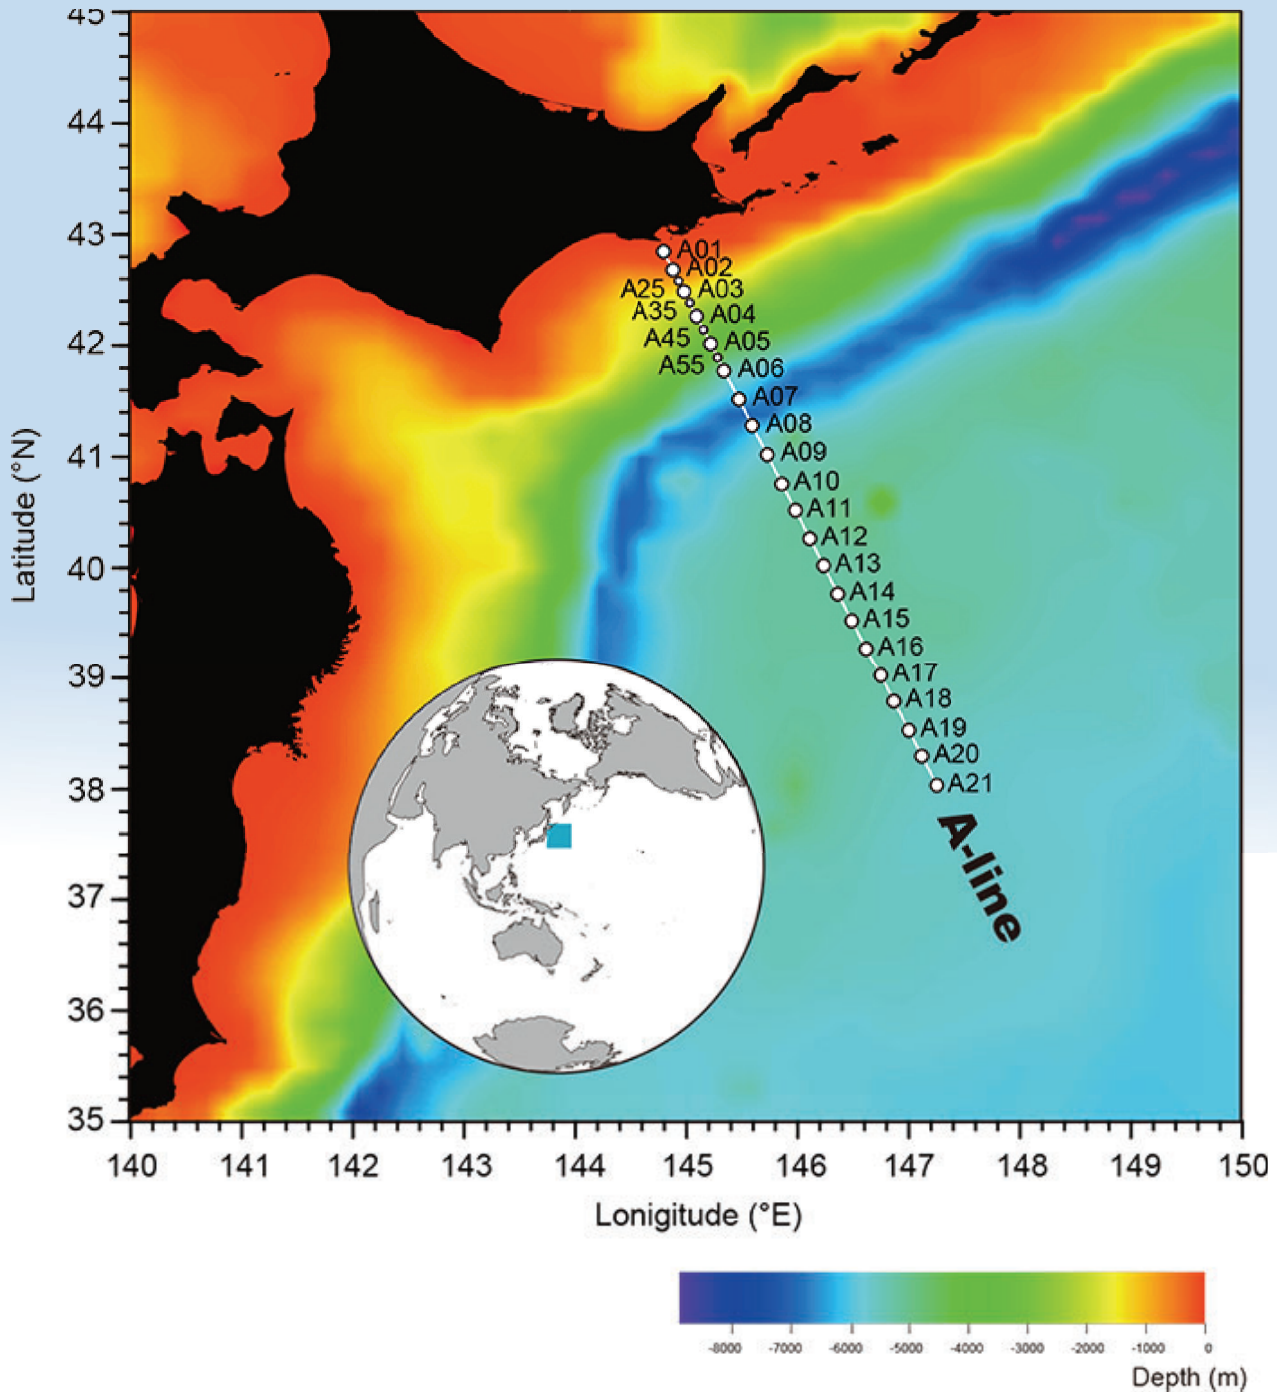 45
44
43
42
41
40
39
38
37
36
35
Latitude (°N)
A01
A02
A25 A03
A35 A04
A45 A05
A55 A06
A07
A08
A09
A10
A11
A12
A13
A14
A15
A16
A17
A18
A19
A20
A21
A-line
140 141 142 143 144 145 146 147 148 149 150
Lonigitude (°E)
-8000 -7000 -6000 -5000 -4000 -3000 -2000 -1000 0
Depth (m)